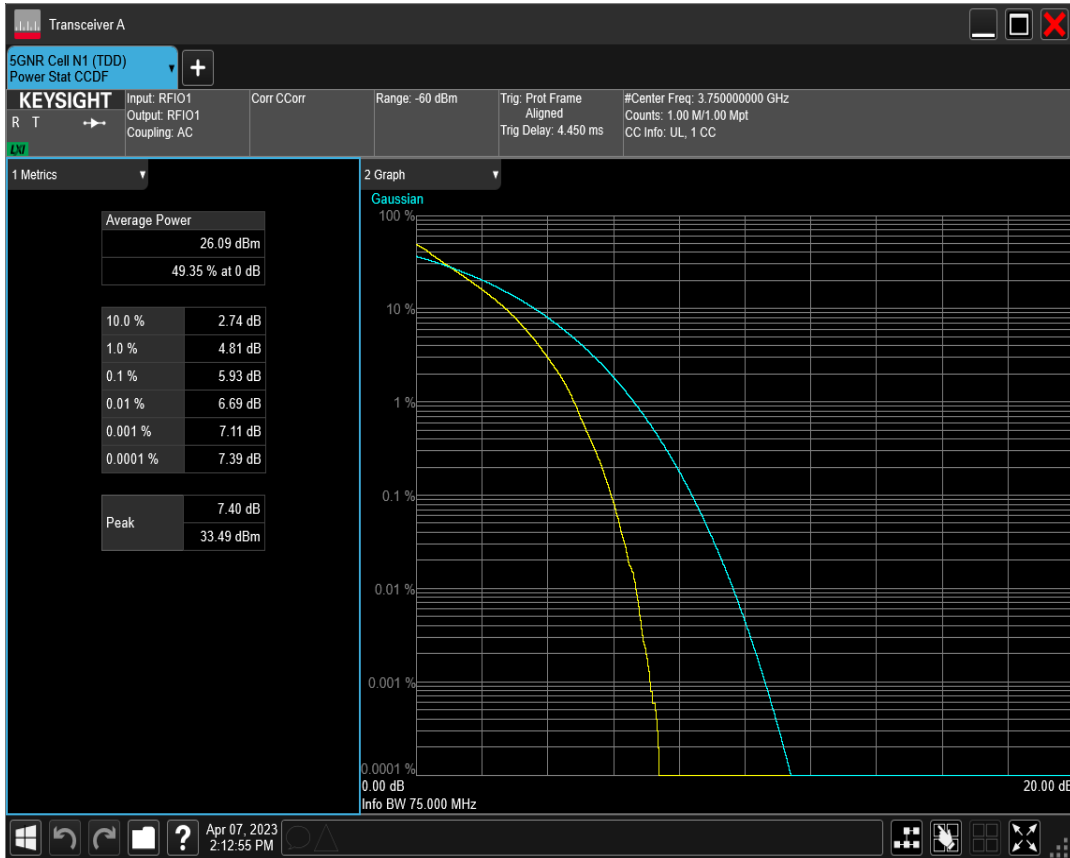 Transceiver A
5GNR Cell N1 (TDD)
Power Stat CCDF
+
KEYSIGHT
R T
LXI
Input: RFIO1
Output: RFIO1
Coupling: AC
Corr CCorr
Range: -60 dBm
Trig: Prot Frame
Aligned
Trig Delay: 4.450 ms
#Center Freq: 3.750000000 GHz
Counts: 1.00 M/1.00 Mpt
CC Info: UL, 1 CC
1 Metrics
Average Power
26.09 dBm
49.35 % at 0 dB
10.0 % 2.74 dB
1.0 % 4.81 dB
0.1 % 5.93 dB
0.01 % 6.69 dB
0.001 % 7.11 dB
0.0001 % 7.39 dB
Peak
7.40 dB
33.49 dBm
2 Graph
Gaussian
100 %
10 %
1 %
0.1 %
0.01 %
0.001 %
0.0001 %
0.00 dB 20.00 dB
Info BW 75.000 MHz
?
Apr 07, 2023
2:12:55 PM